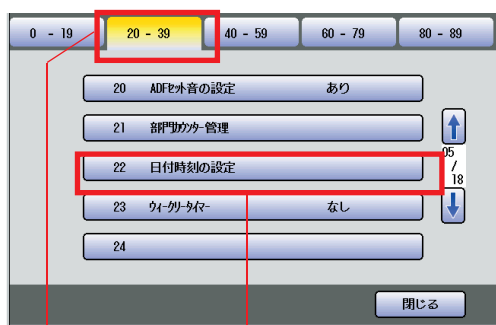 0 - 19 20 - 39 40 - 59 60 - 79 80 - 89
20 ADFｾｯﾄ音の設定 あり
21 部門別ｶｳﾝﾀｰ管理
22 日付時刻の設定
23 ｳｨｰｸﾘｰﾀｲﾏｰ なし
24
05
/
18
閉じる